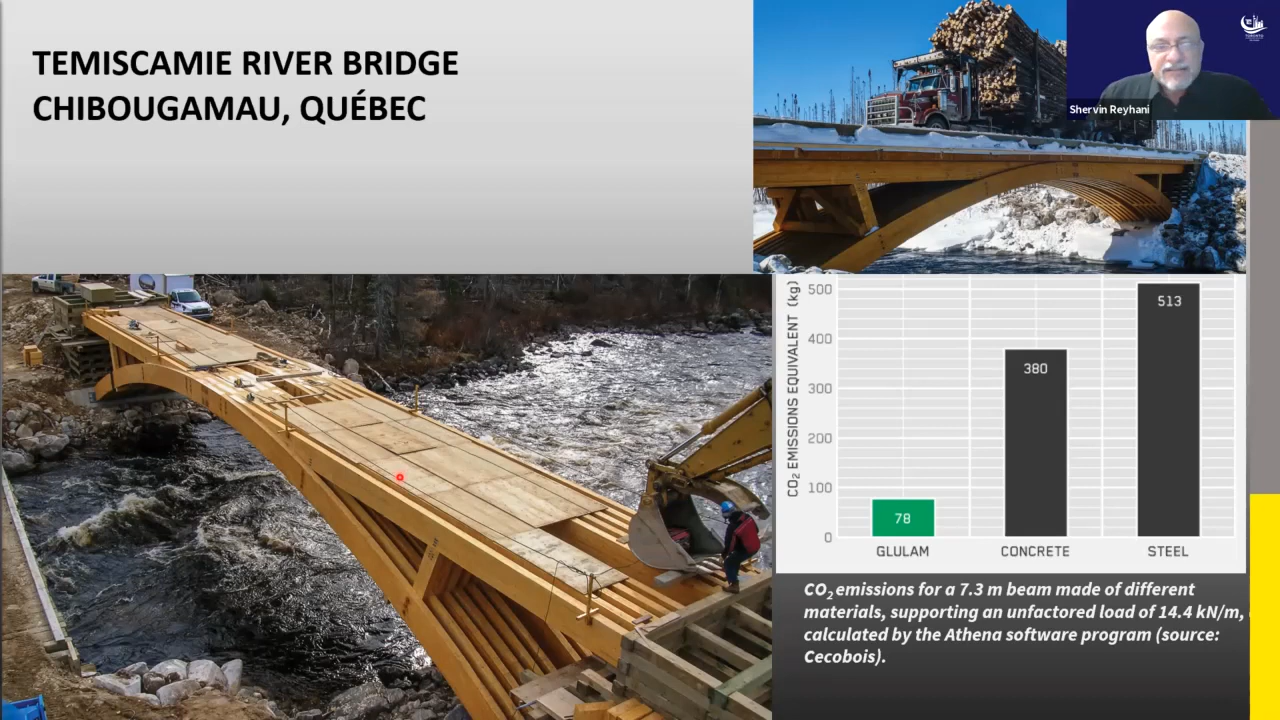 TEMISCAMIE RIVER BRIDGE
CHIBOUGAMAU, QUÉBEC
Shervin Reyhani
CO₂ EMISSIONS EQUIVALENT (kg)
500
400
300
200
100
0
78
380
513
GLULAM
CONCRETE
STEEL
CO₂ emissions for a 7.3 m beam made of different
materials, supporting an unfactored load of 14.4 kN/m,
calculated by the Athena software program (source:
Cecobois).